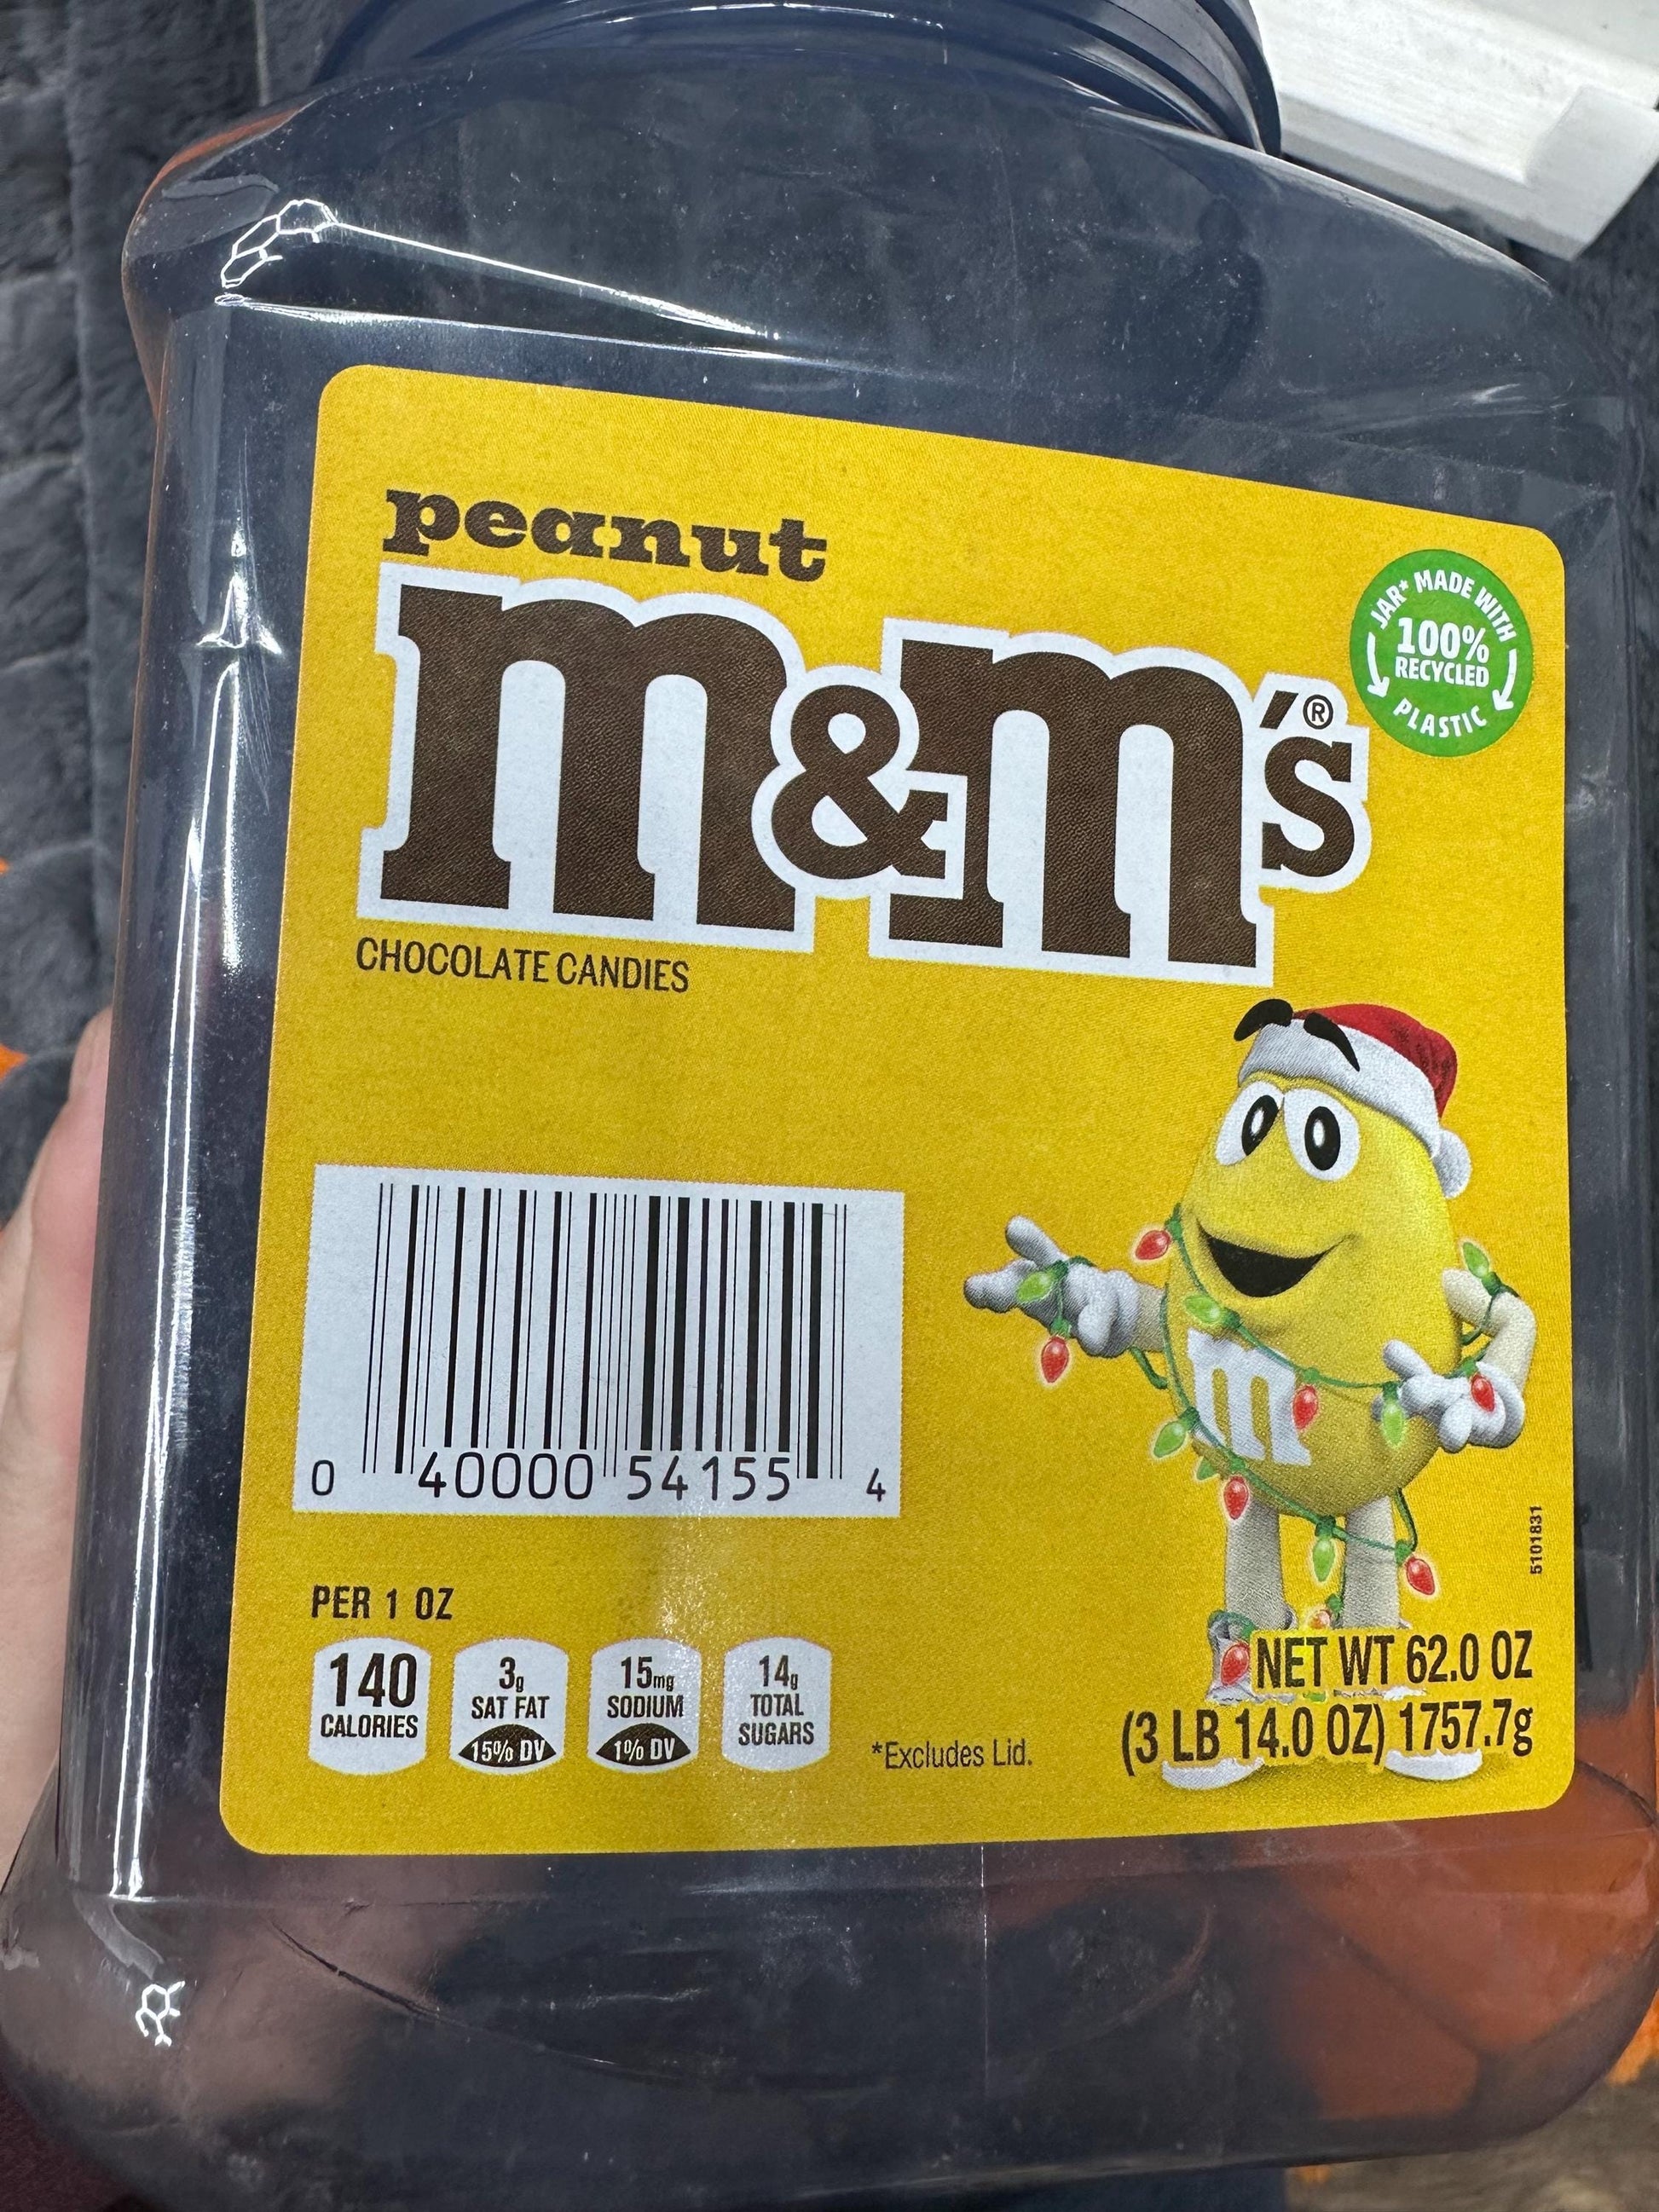 peanut
m&m's®
JAR* MADE WITH
100%
RECYCLED
PLASTIC
CHOCOLATE CANDIES
m
0 40000 54155 4
5101831
PER 1 OZ
140
CALORIES
3g
SAT FAT
15% DV
15mg
SODIUM
1% DV
14g
TOTAL
SUGARS
*Excludes Lid.
NET WT 62.0 OZ
(3 LB 14.0 OZ) 1757.7g